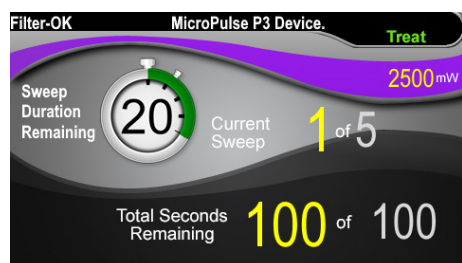 Filter-OK MicroPulse P3 Device. Treat
2500mW
Sweep
Duration
Remaining
20
Current
Sweep
1 of 5
Total Seconds
Remaining
100 of 100